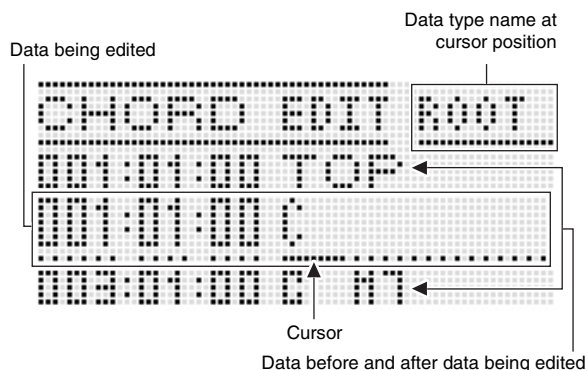 Data type name at
cursor position
Data being edited
CHORD EDIT ROOT
001:01:00 TOP
001:01:00 C
003:01:00 C M7
Cursor
Data before and after data being edited